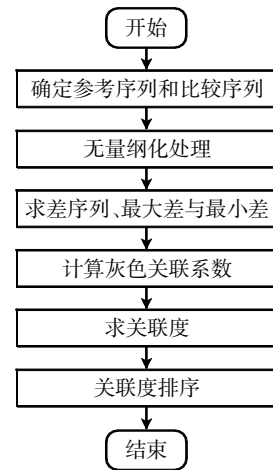 开始
确定参考序列和比较序列
无量纲化处理
求差序列、最大差与最小差
计算灰色关联系数
求关联度
关联度排序
结束